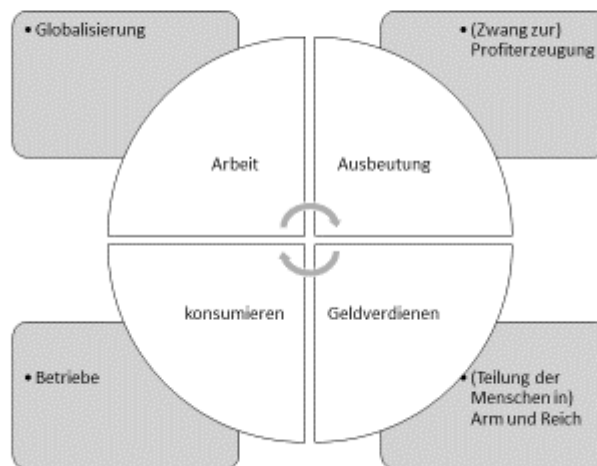 • Globalisierung
• (Zwang zur)
Profiterzeugung
Arbeit
Ausbeutung
konsumieren
Geldverdienen
• Betriebe
• (Teilung der
Menschen in)
Arm und Reich